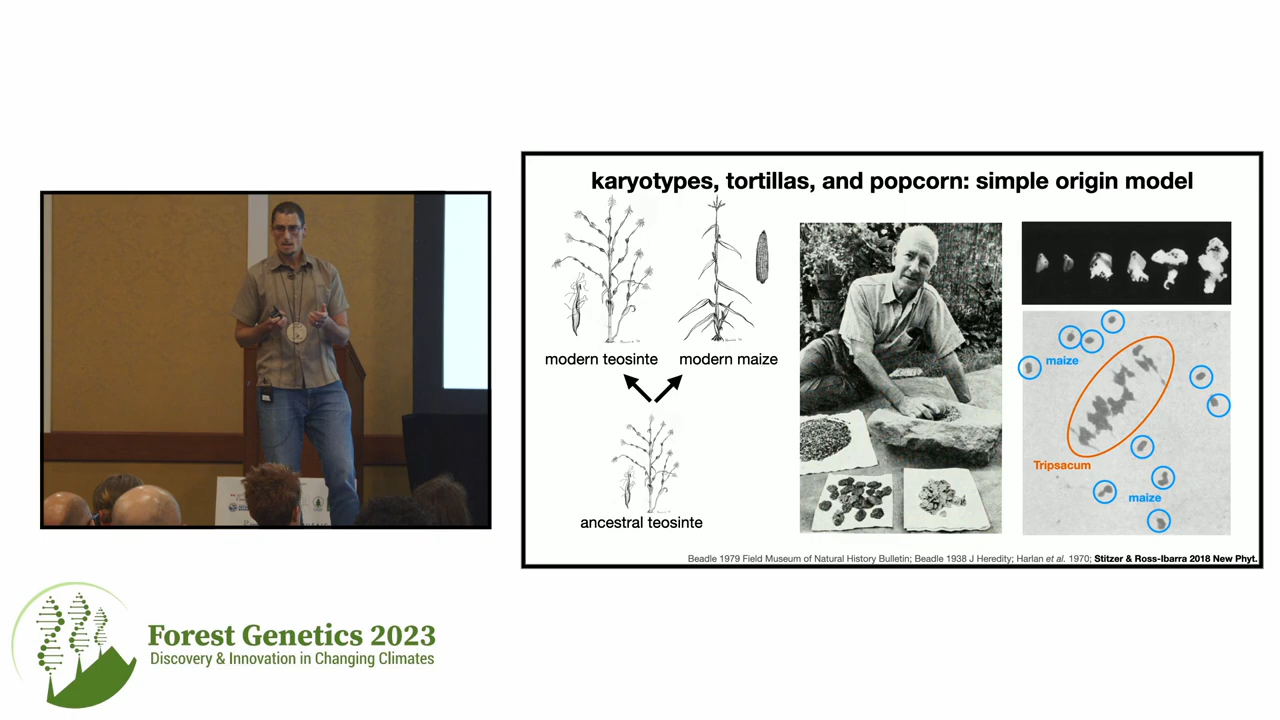 karyotypes, tortillas, and popcorn: simple origin model
modern teosinte
modern maize
ancestral teosinte
maize
Tripsacum
maize
Beadle 1979 Field Museum of Natural History Bulletin; Beadle 1938 J Heredity; Harlan et al. 1970; Stitzer & Ross-Ibarra 2018 New Phyt.
Forest Genetics 2023
Discovery & Innovation in Changing Climates